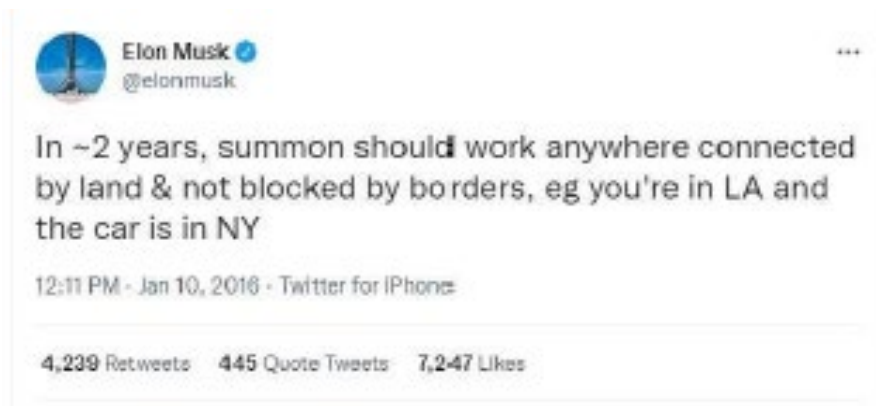 Elon Musk
@elonmusk
In ~2 years, summon should work anywhere connected
by land & not blocked by borders, eg you're in LA and
the car is in NY
12:11 PM · Jan 10, 2016 · Twitter for iPhone
4,239 Retweets 445 Quote Tweets 7,247 Likes